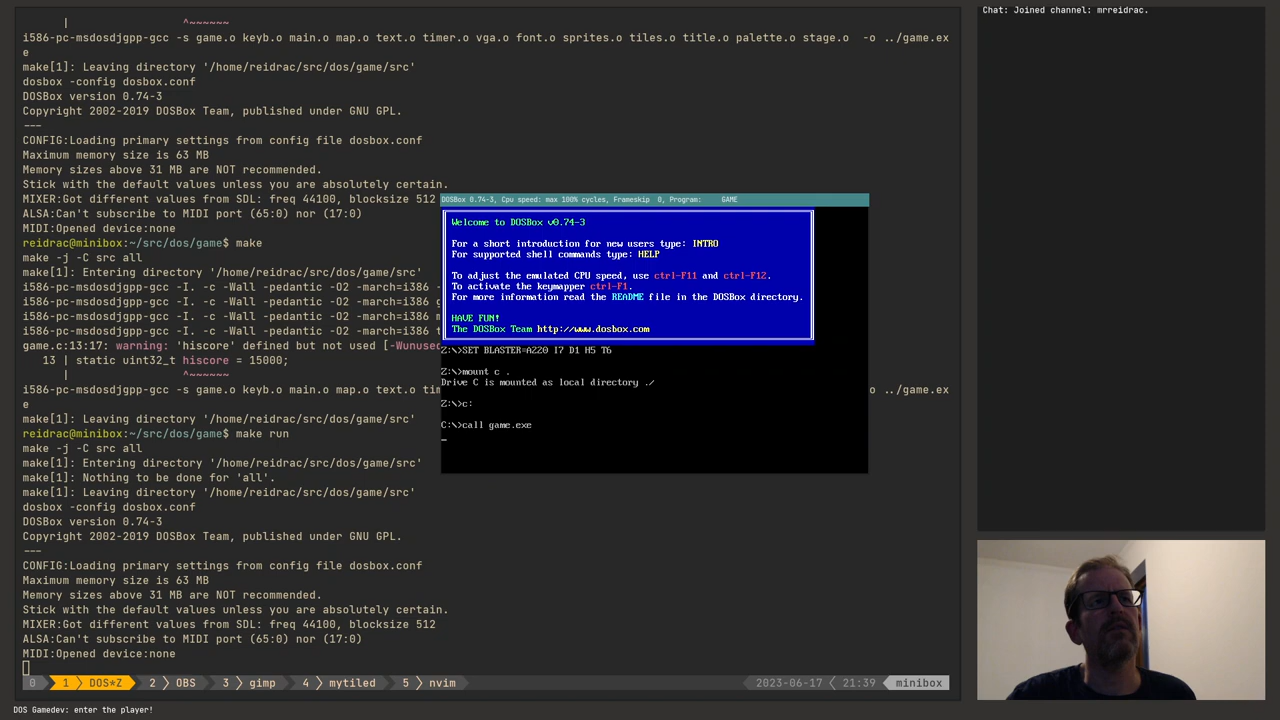 |                  ^~~~~~~
i586-pc-msdosdjgpp-gcc -s game.o keyb.o main.o map.o text.o timer.o vga.o font.o sprites.o tiles.o title.o palette.o stage.o  -o ../game.ex
e
make[1]: Leaving directory '/home/reidrac/src/dos/game/src'
dosbox -config dosbox.conf
DOSBox version 0.74-3
Copyright 2002-2019 DOSBox Team, published under GNU GPL.
---
CONFIG:Loading primary settings from config file dosbox.conf
Maximum memory size is 63 MB
Memory sizes above 31 MB are NOT recommended.
Stick with the default values unless you are absolutely certain.
MIXER:Got different values from SDL: freq 44100, blocksize 512
ALSA:Can't subscribe to MIDI port (65:0) nor (17:0)
MIDI:Opened device:none
reidrac@minibox:~/src/dos/game$ make
make -j -C src all
make[1]: Entering directory '/home/reidrac/src/dos/game/src'
i586-pc-msdosdjgpp-gcc -I. -c -Wall -pedantic -O2 -march=i386 -
i586-pc-msdosdjgpp-gcc -I. -c -Wall -pedantic -O2 -march=i386 g
i586-pc-msdosdjgpp-gcc -I. -c -Wall -pedantic -O2 -march=i386 m
i586-pc-msdosdjgpp-gcc -I. -c -Wall -pedantic -O2 -march=i386 t
game.c:13:17: warning: 'hiscore' defined but not used [-Wunused
13 | static uint32_t hiscore = 15000;
|                 ^~~~~~~
i586-pc-msdosdjgpp-gcc -s game.o keyb.o main.o map.o text.o tim
o -o ../game.ex
e
make[1]: Leaving directory '/home/reidrac/src/dos/game/src'
reidrac@minibox:~/src/dos/game$ make run
make -j -C src all
make[1]: Entering directory '/home/reidrac/src/dos/game/src'
make[1]: Nothing to be done for 'all'.
make[1]: Leaving directory '/home/reidrac/src/dos/game/src'
dosbox -config dosbox.conf
DOSBox version 0.74-3
Copyright 2002-2019 DOSBox Team, published under GNU GPL.
---
CONFIG:Loading primary settings from config file dosbox.conf
Maximum memory size is 63 MB
Memory sizes above 31 MB are NOT recommended.
Stick with the default values unless you are absolutely certain.
MIXER:Got different values from SDL: freq 44100, blocksize 512
ALSA:Can't subscribe to MIDI port (65:0) nor (17:0)
MIDI:Opened device:none
DOSBox 0.74-3, Cpu speed: max 100% cycles, Frameskip  0, Program:     GAME
Welcome to DOSBox v0.74-3
For a short introduction for new users type: INTRO
For supported shell commands type: HELP
To adjust the emulated CPU speed, use ctrl-F11 and ctrl-F12.
To activate the keymapper ctrl-F1.
For more information read the README file in the DOSBox directory.
HAVE FUN!
The DOSBox Team http://www.dosbox.com
Z:\>SET BLASTER=A220 I7 D1 H5 T6
Z:\>mount c .
Drive C is mounted as local directory ./
Z:\>c:
C:\>call game.exe
0  1  DOS*Z  2  OBS  3  gimp  4  mytiled  5  nvim  2023-06-17  21:39  minibox
DOS Gamedev: enter the player!
Chat: Joined channel: mrreidrac.